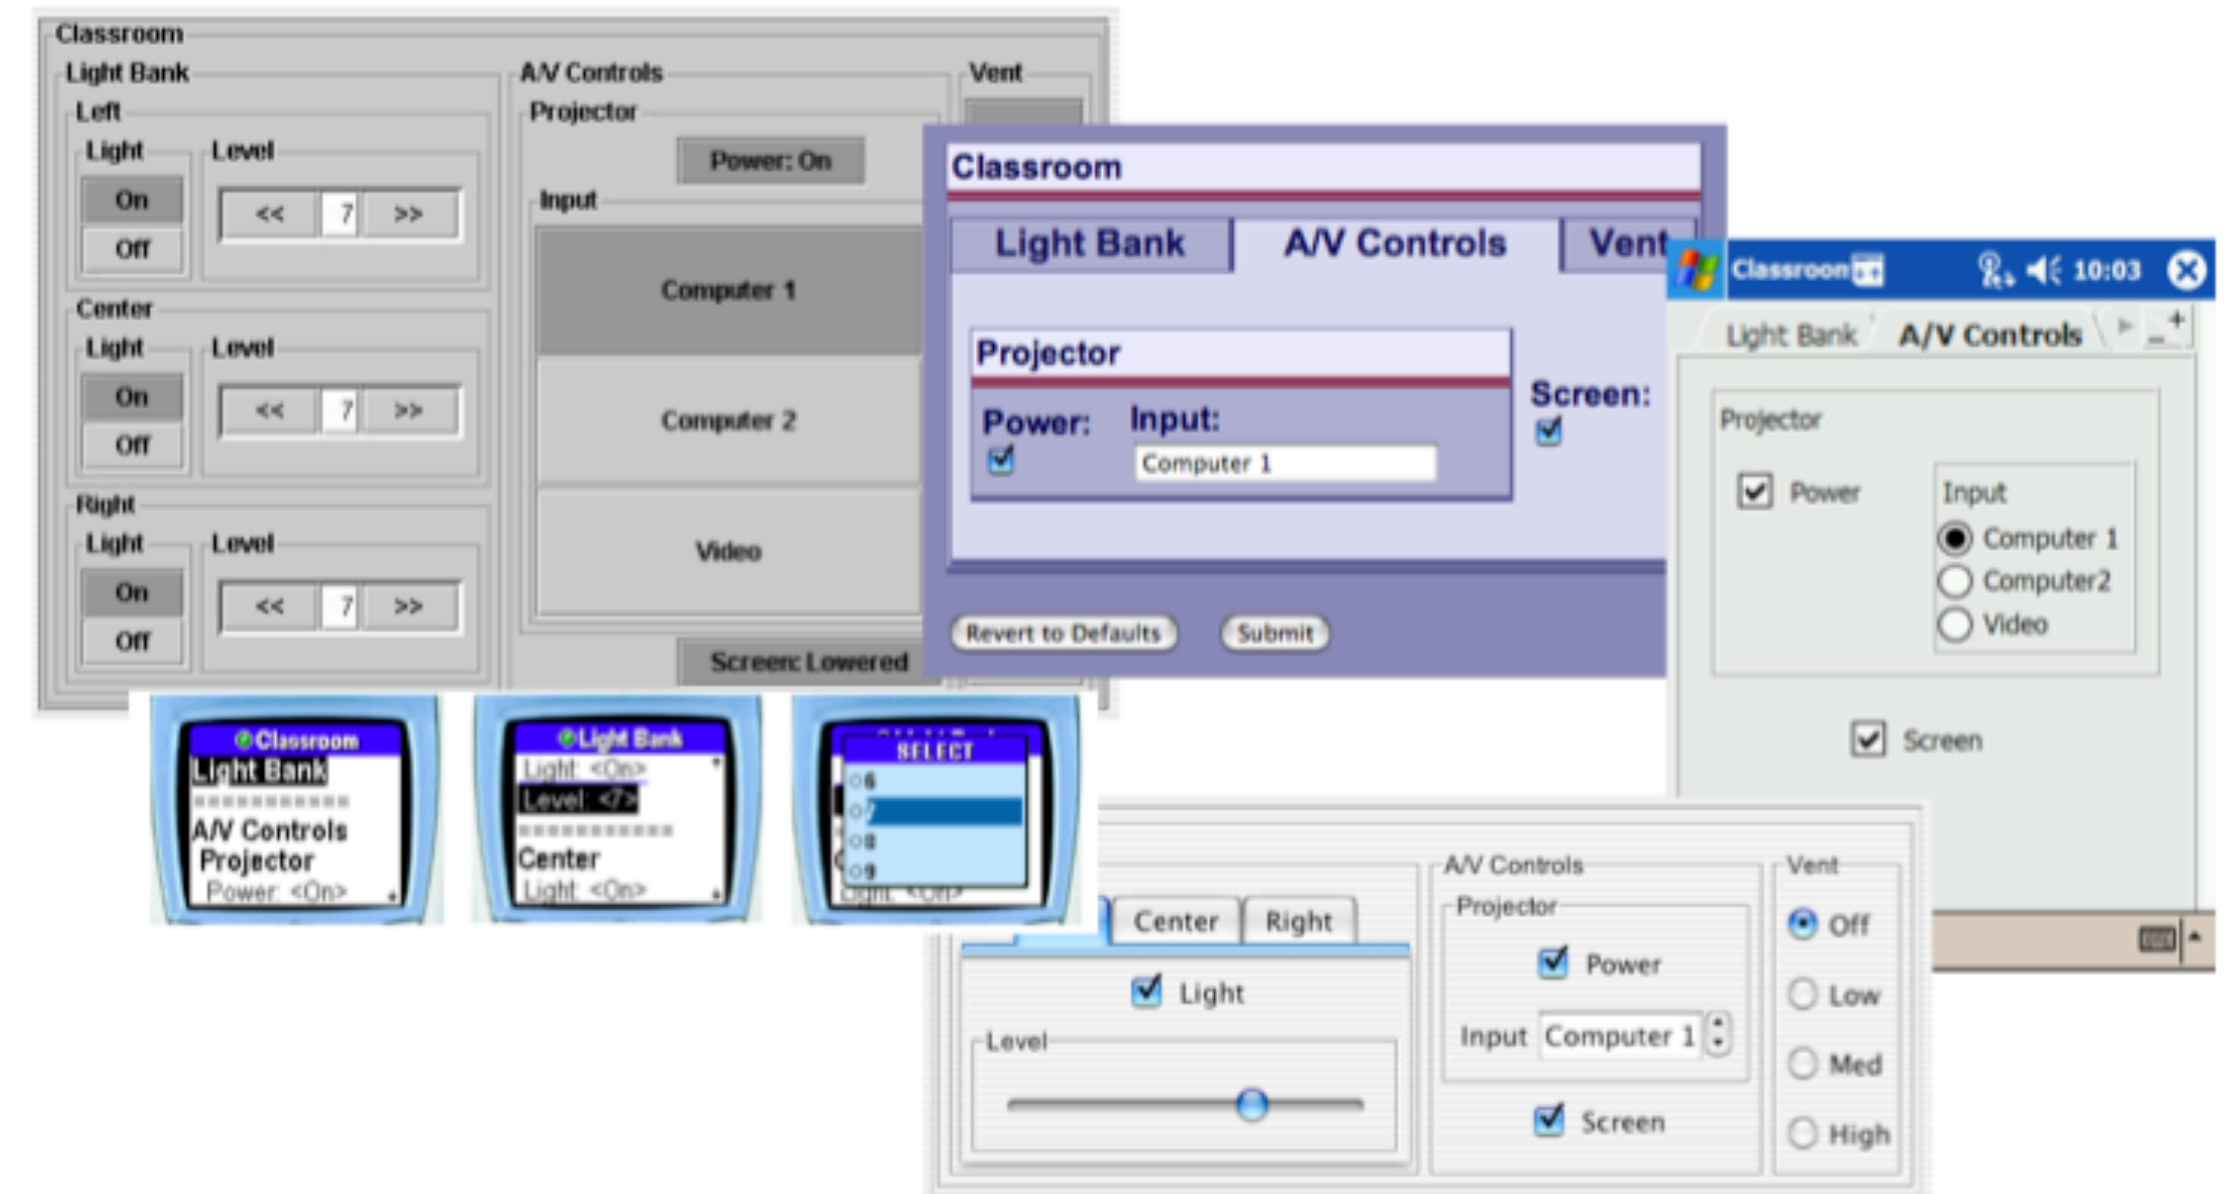 Classroom
Light Bank
Left
Light
Level
On
Off
<< 7 >>
Center
Light
Level
On
Off
<< 7 >>
Right
Light
Level
On
Off
<< 7 >>
A/V Controls
Projector
Power: On
Input
Computer 1
Computer 2
Video
Screen: Lowered
Vent
Classroom
Light Bank
A/V Controls
Vent
Projector
Power:
Input:
Computer 1
Screen:
Revert to Defaults
Submit
Classroom
10:03
Light Bank
A/V Controls
Projector
Power
Input
Computer 1
Computer2
Video
Screen
Classroom
Light Bank
A/V Controls
Projector
Power: <On>
Light Bank
Light: <On>
Level: <7>
Center
Light: <On>
SELECT
6
7
8
9
Light: <On>
Center
Right
Light
Level
A/V Controls
Projector
Power
Input Computer 1
Screen
Vent
Off
Low
Med
High